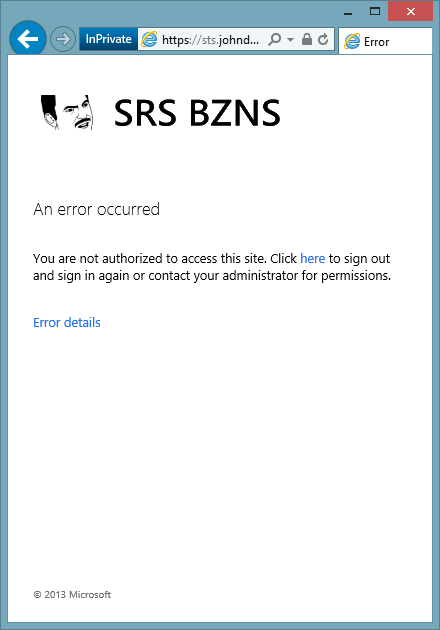 InPrivate
https://sts.johnd...
Error
SRS BZNS
An error occurred
You are not authorized to access this site. Click here to sign out
and sign in again or contact your administrator for permissions.
Error details
© 2013 Microsoft